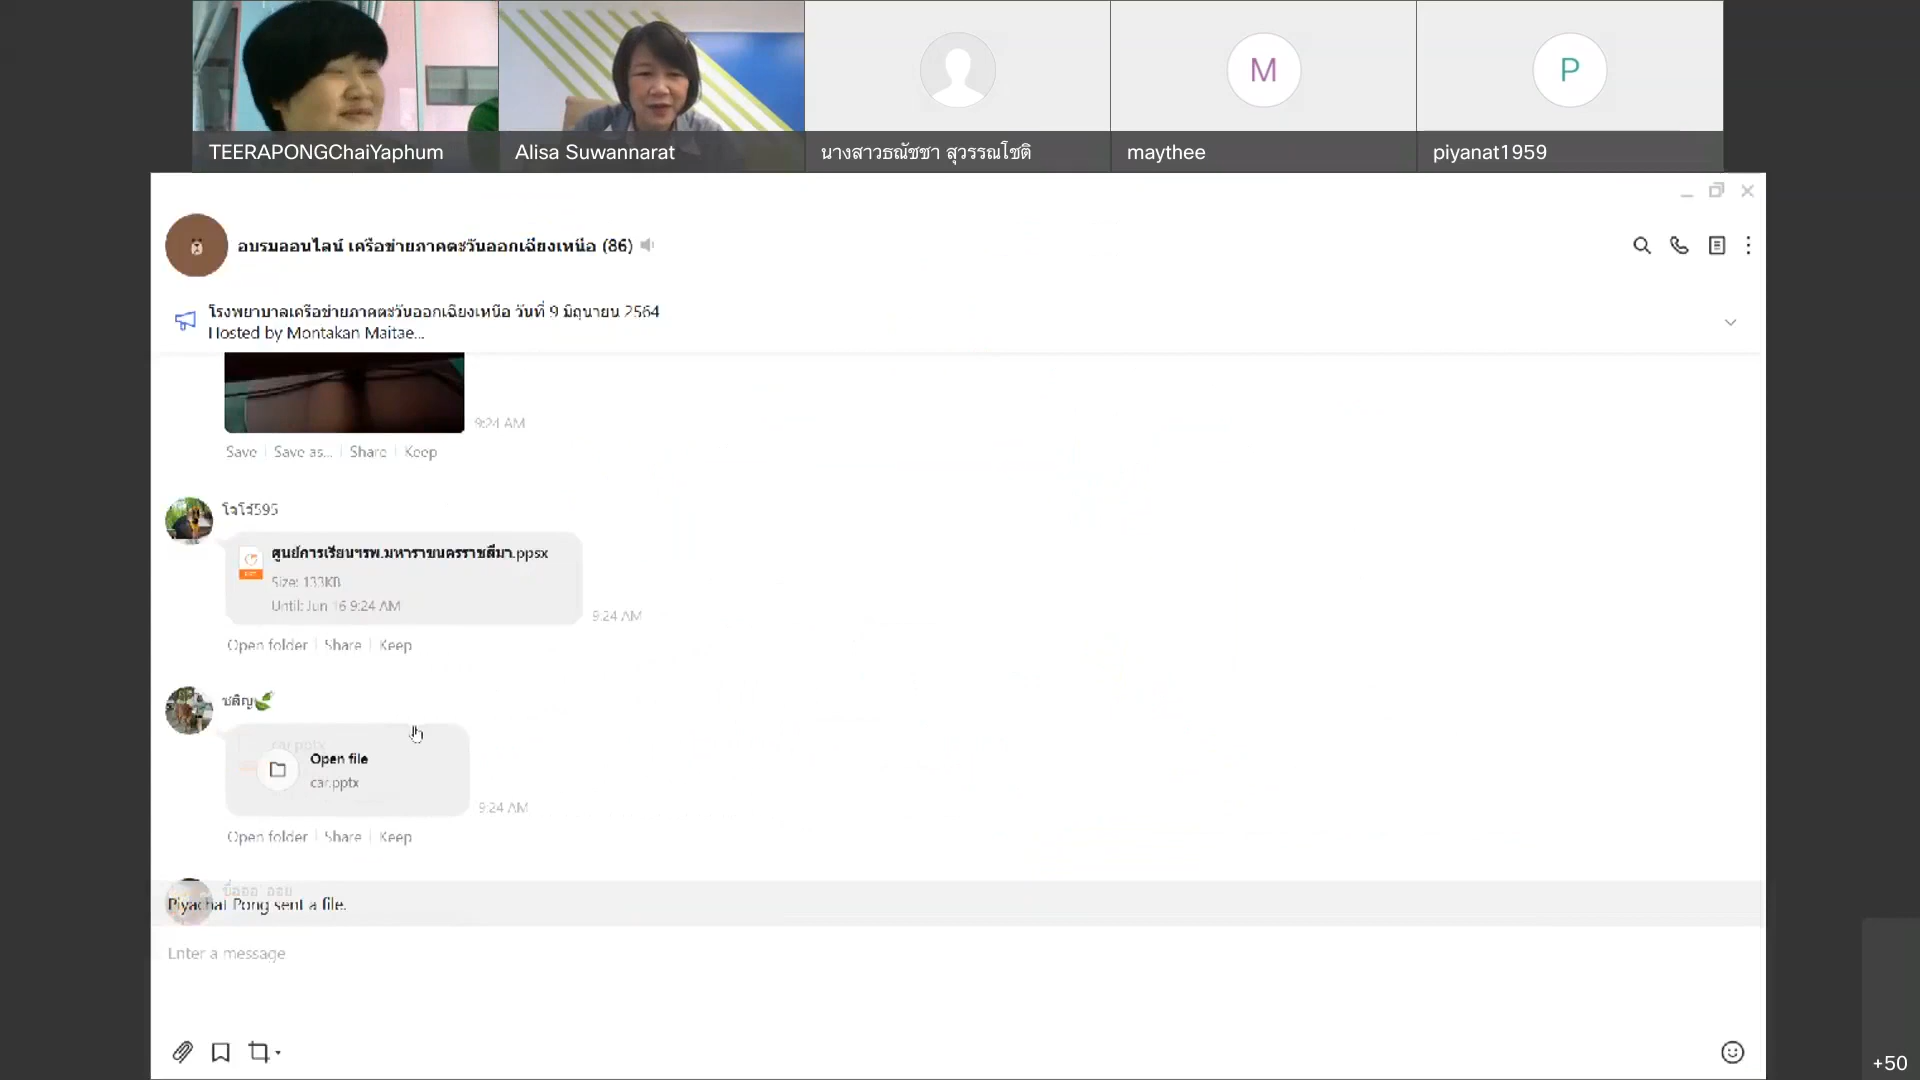 TEERAPONGChaiYaphum
Alisa Suwannarat
นางสาวธณัชชา สุวรรณโชติ
M
maythee
P
piyanat1959
อบรมออนไลน์ เครือข่ายภาคตะวันออกเฉียงเหนือ (86)
โรงพยาบาลเครือข่ายภาคตะวันออกเฉียงเหนือ วันที่ 9 มิถุนายน 2564
Hosted by Montakan Maitae...
9:24 AM
Save
Save as...
Share
Keep
โจโร์595
ศูนย์การเรียนฯรพ.มหาราชนครราชสีมา.ppsx
Size: 133KB
Until: Jun 16 9:24 AM
9:24 AM
Open folder
Share
Keep
car.pptx
Open file
car.pptx
9:24 AM
Open folder
Share
Keep
Piyachat Pong sent a file.
Enter a message
+50